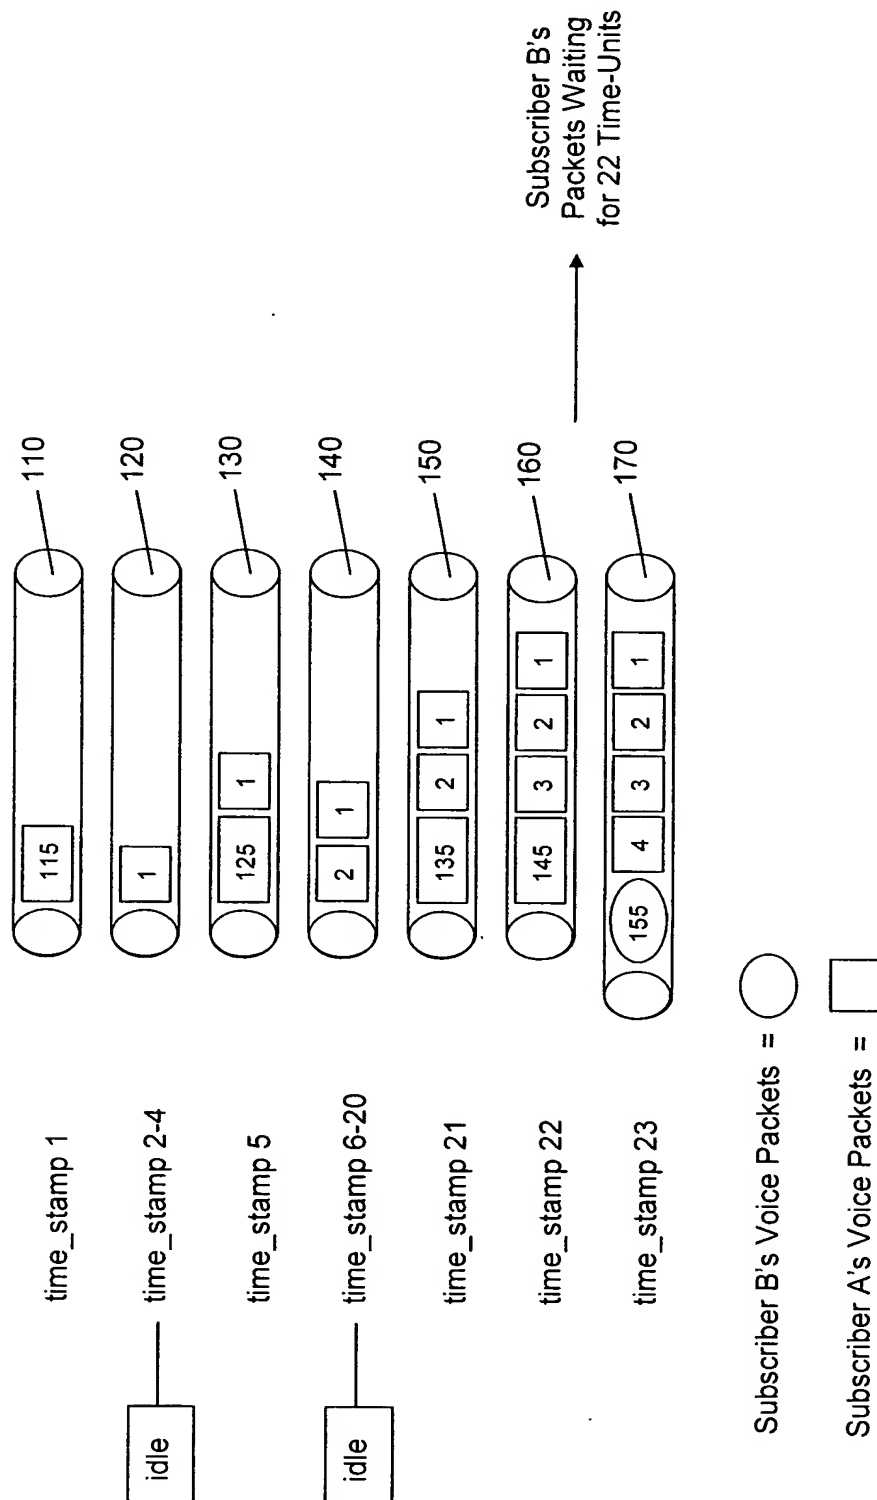 time_stamp 1
115
110
idle
time_stamp 2-4
1
120
time_stamp 5
125
1
130
idle
time_stamp 6-20
2
1
140
time_stamp 21
135
2
1
150
time_stamp 22
145
3
2
1
160
Subscriber B's
Packets Waiting
for 22 Time-Units
time_stamp 23
155
4
3
2
1
170
Subscriber B's Voice Packets =
Subscriber A's Voice Packets =